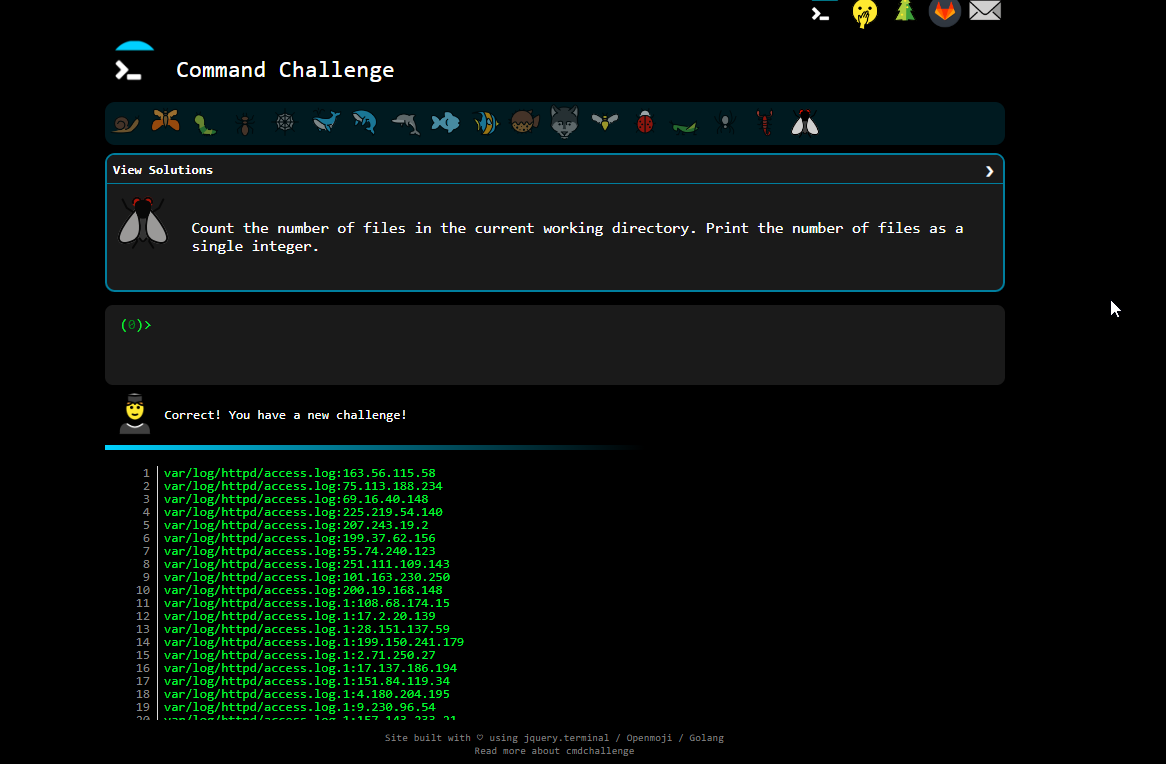 Command Challenge
View Solutions
Count the number of files in the current working directory. Print the number of files as a
single integer.
(0)>
Correct! You have a new challenge!
1 var/log/httpd/access.log:163.56.115.58
2 var/log/httpd/access.log:75.113.188.234
3 var/log/httpd/access.log:69.16.40.148
4 var/log/httpd/access.log:225.219.54.140
5 var/log/httpd/access.log:207.243.19.2
6 var/log/httpd/access.log:199.37.62.156
7 var/log/httpd/access.log:55.74.240.123
8 var/log/httpd/access.log:251.111.109.143
9 var/log/httpd/access.log:101.163.230.250
10 var/log/httpd/access.log:200.19.168.148
11 var/log/httpd/access.log.1:108.68.174.15
12 var/log/httpd/access.log.1:17.2.20.139
13 var/log/httpd/access.log.1:28.151.137.59
14 var/log/httpd/access.log.1:199.150.241.179
15 var/log/httpd/access.log.1:2.71.250.27
16 var/log/httpd/access.log.1:17.137.186.194
17 var/log/httpd/access.log.1:151.84.119.34
18 var/log/httpd/access.log.1:4.180.204.195
19 var/log/httpd/access.log.1:9.230.96.54
20 var/log/httpd/access.log.1:157.143.233.21
Site built with ♡ using jquery.terminal / Openmoji / Golang
Read more about cmdchallenge